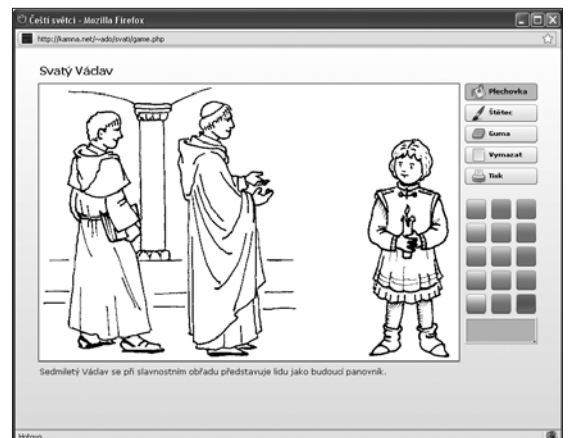 Čeští světci - Mozilla Firefox
http://kamna.net/~ado/svati/game.php
Svatý Václav
Plechovka
Štětec
Guma
Vymazat
Tisk
Sedmiletý Václav se při slavnostním obřadu představuje lidu jako budoucí panovník.
Hotovo